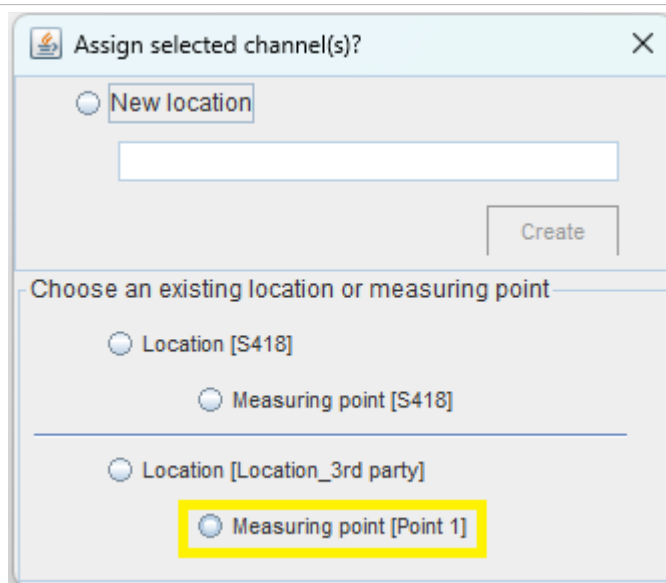 Assign selected channel(s)?
New location
Create
Choose an existing location or measuring point
Location [S418]
Measuring point [S418]
Location [Location_3rd party]
Measuring point [Point 1]